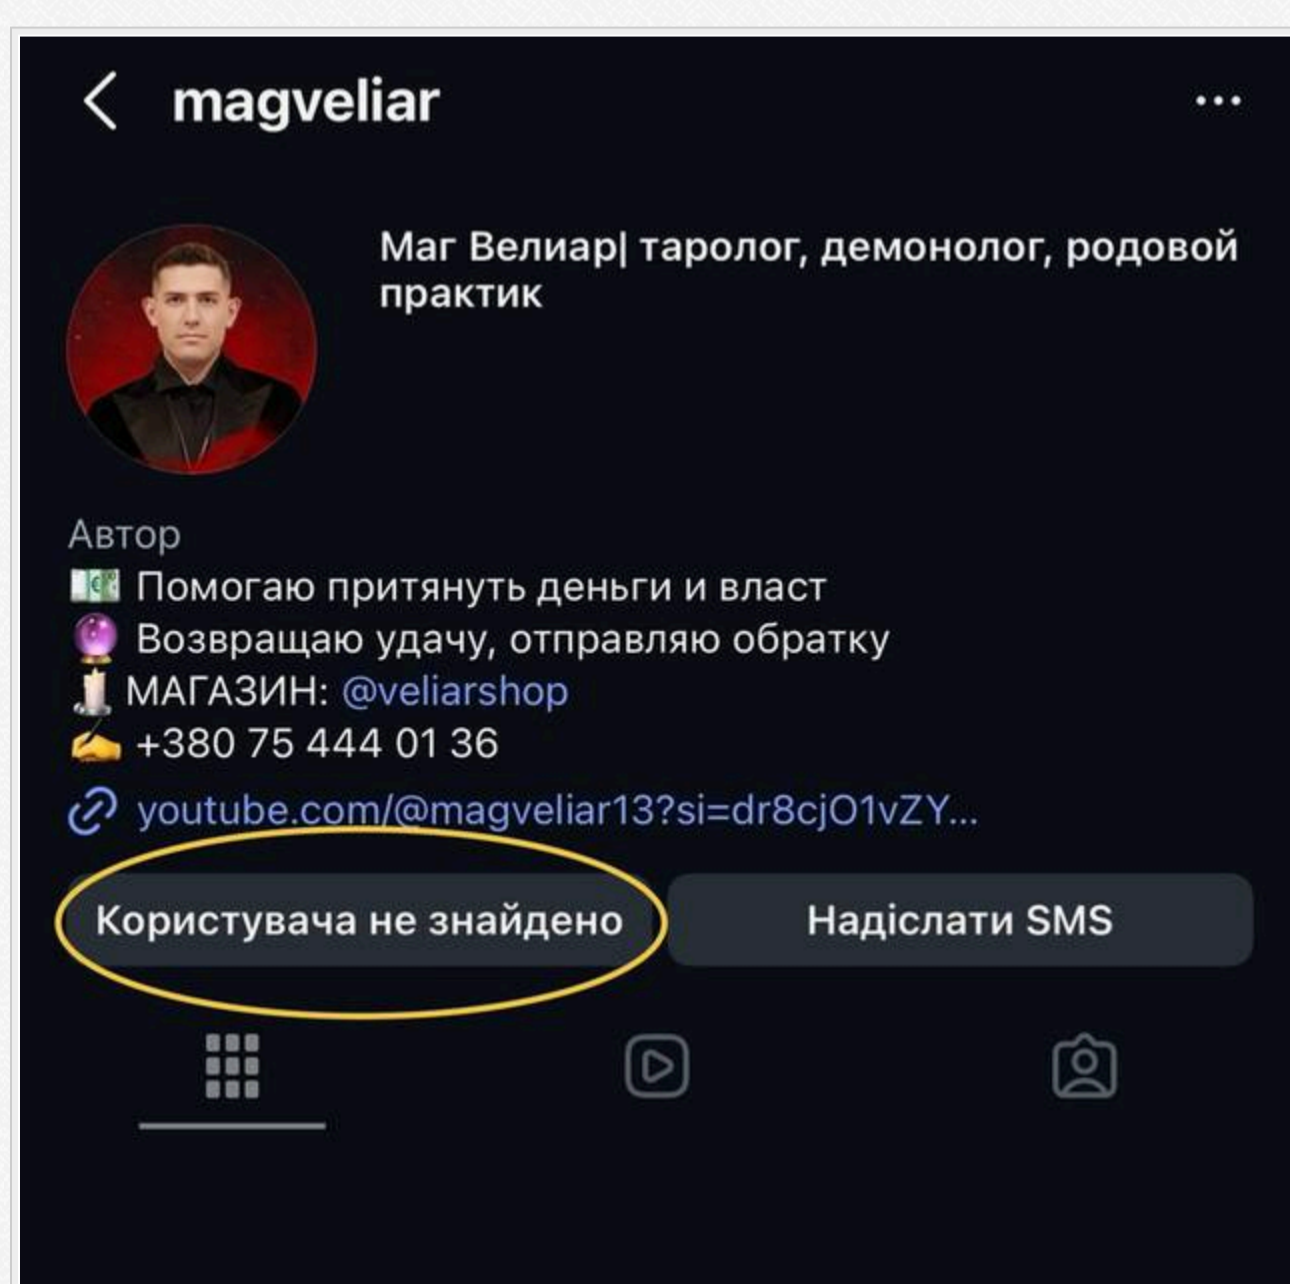 magveliar
Маг Велиар| таролог, демонолог, родовой
практик
Автор
Помогаю притянуть деньги и власт
Возвращаю удачу, отправляю обратку
МАГАЗИН: @veliarshop
+380 75 444 01 36
youtube.com/@magveliar13?si=dr8cjO1vZY...
Користувача не знайдено
Надіслати SMS